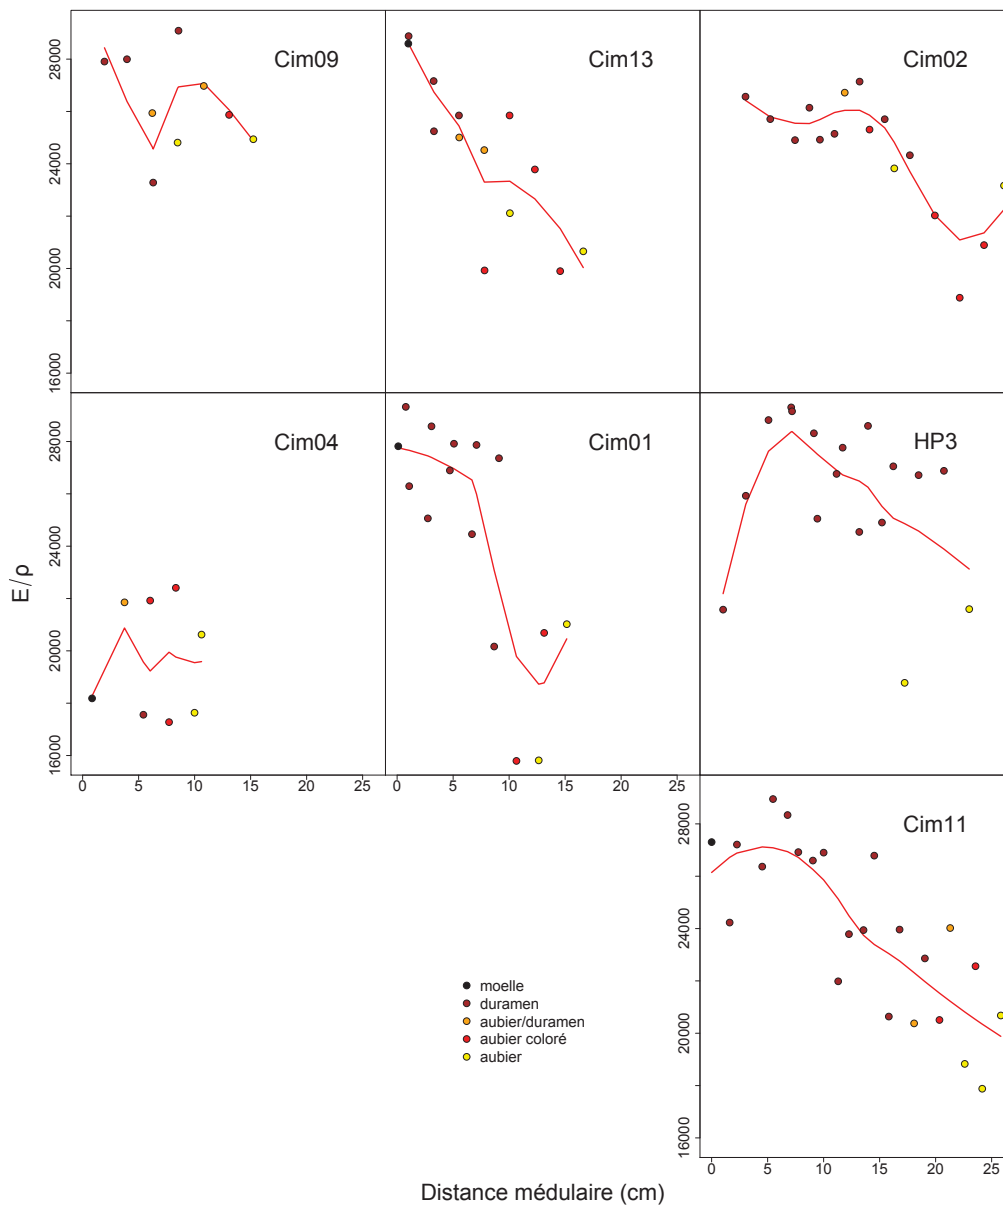 Cim09
Cim13
Cim02
28000
24000
20000
16000
Cim04
Cim01
HP3
28000
24000
20000
16000
E/ρ
0 5 10 15 20 25
0 5 10 15 20 25
Cim11
28000
24000
20000
16000
moelle
duramen
aubier/duramen
aubier coloré
aubier
0 5 10 15 20 25
Distance médulaire (cm)